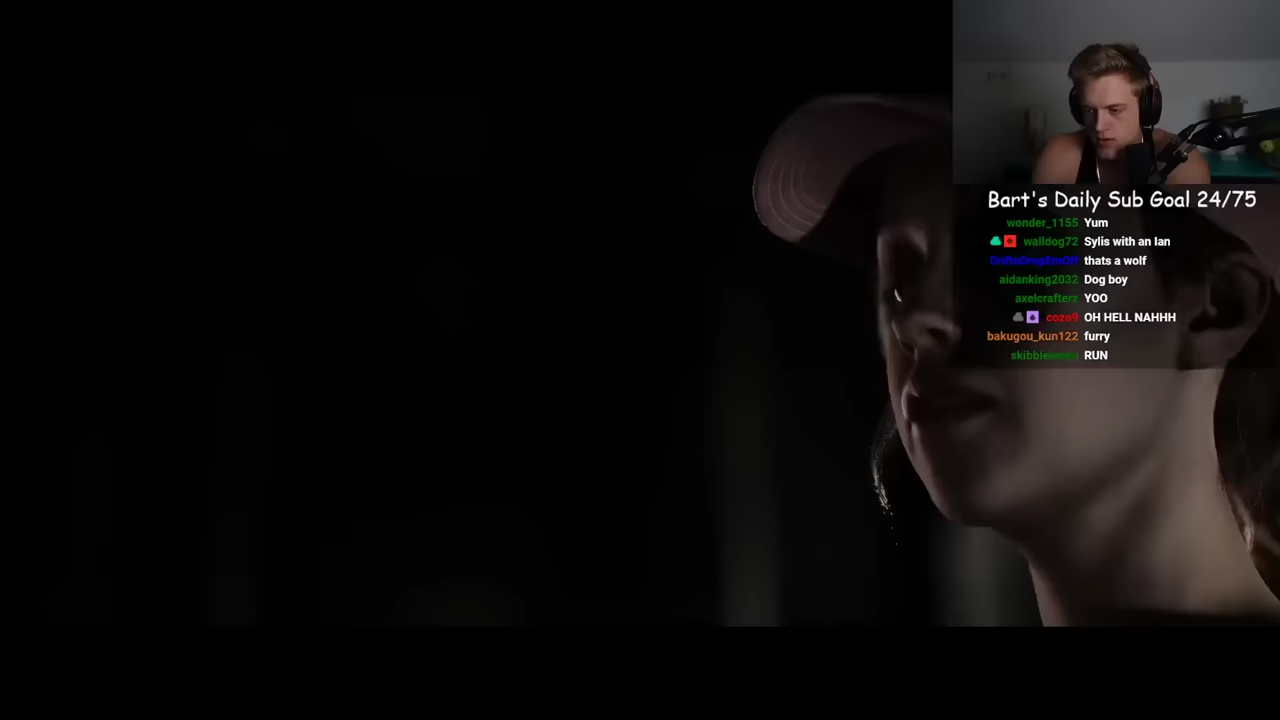 Bart's Daily Sub Goal 24/75
wonder_1155 Yum
walldog72 Sylis with an Ian
thats a wolf
aidanking2032 Dog boy
axelcrafterz YOO
cozo9 OH HELL NAHHH
bakugou_kun122 furry
RUN